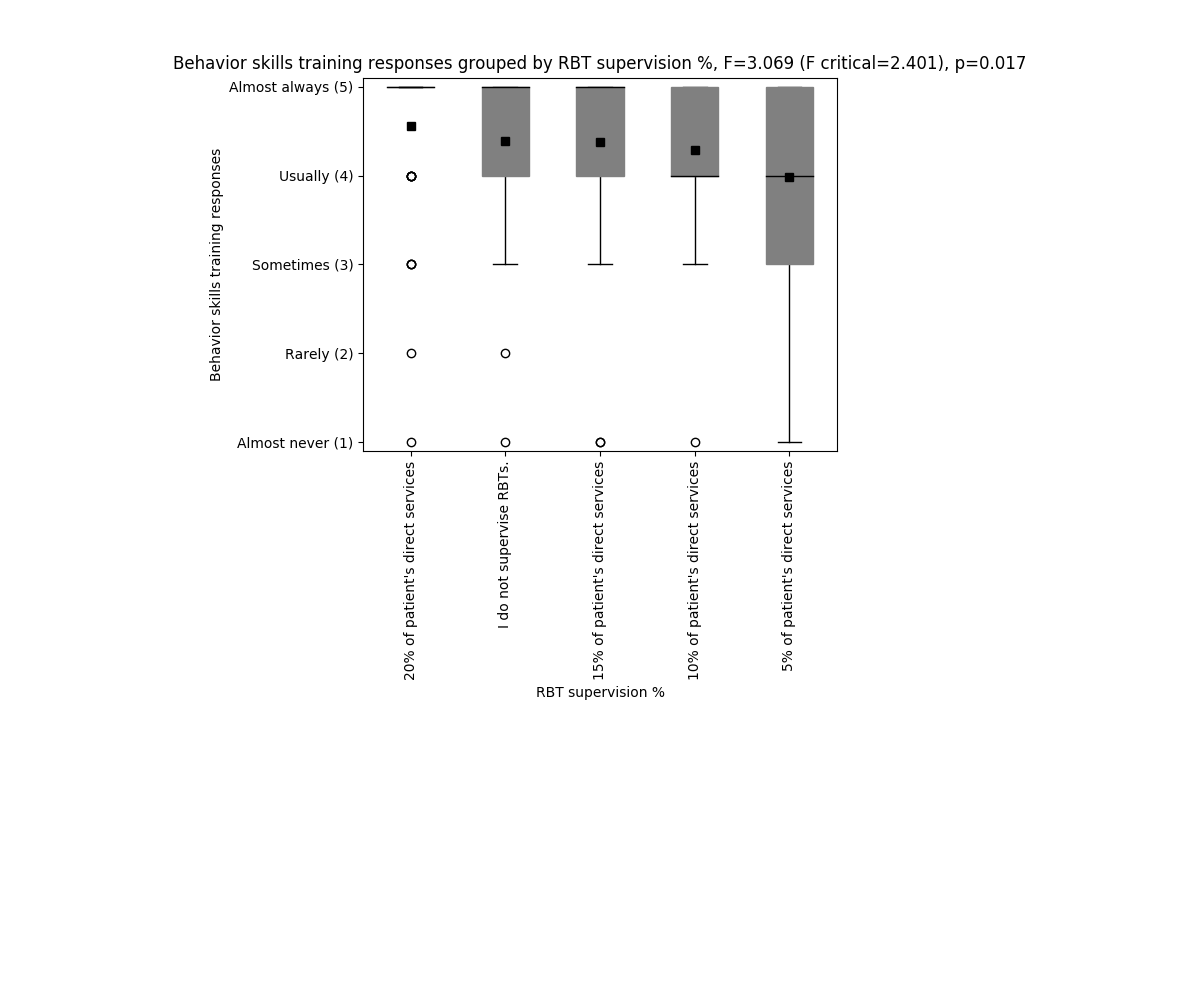 Behavior skills training responses grouped by RBT supervision %, F=3.069 (F critical=2.401), p=0.017
Behavior skills training responses
Almost always (5)
Usually (4)
Sometimes (3)
Rarely (2)
Almost never (1)
20% of patient's direct services
I do not supervise RBTs.
15% of patient's direct services
10% of patient's direct services
5% of patient's direct services
RBT supervision %